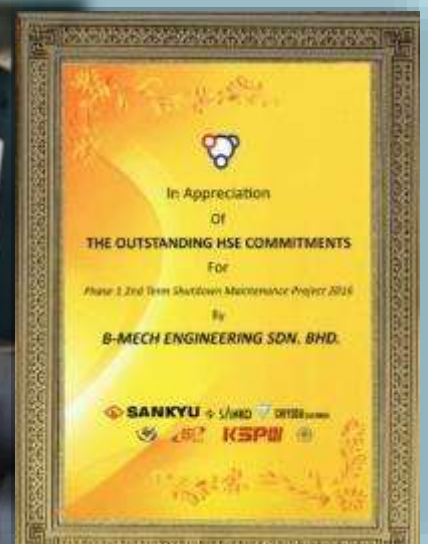 In Appreciation
Of
THE OUTSTANDING HSE COMMITMENTS
For
Phase 1 2nd Term Shutdown Maintenance Project 2016
By
B-MECH ENGINEERING SDN. BHD.
SANKYU
KSPW